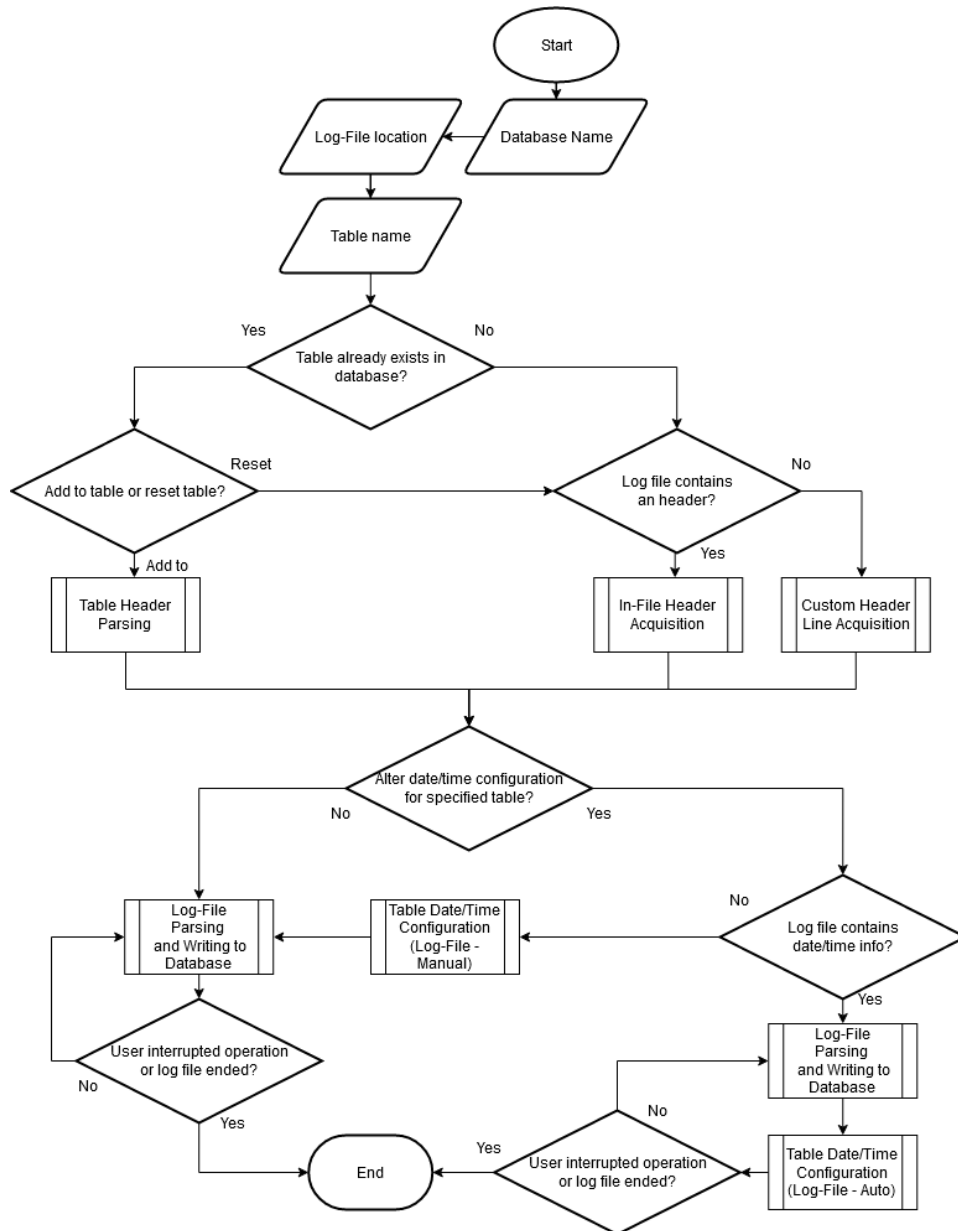 Start
Log-File location
Database Name
Table name
Yes
No
Table already exists in
database?
Reset
No
Add to table or reset table?
Log file contains
an header?
Add to
Yes
Table Header
Parsing
In-File Header
Acquisition
Custom Header
Line Acquisition
Alter date/time configuration
for specified table?
No
Yes
Log-File
Parsing
and Writing to
Database
Table Date/Time
Configuration
(Log-File -
Manual)
No
Log file contains
date/time info?
Yes
User interrupted operation
or log file ended?
No
Yes
Log-File
Parsing
and Writing to
Database
No
Yes
End
User interrupted operation
or log file ended?
Table Date/Time
Configuration
(Log-File - Auto)